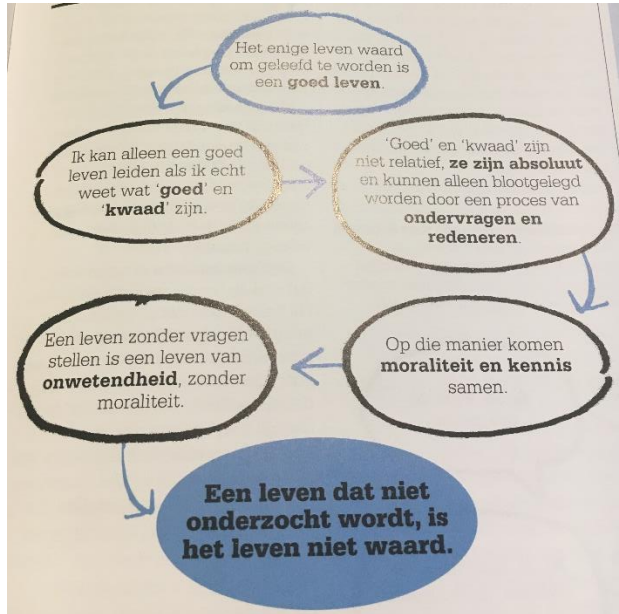 Het enige leven waard
om geleefd te worden is
een goed leven.
Ik kan alleen een goed
leven leiden als ik echt
weet wat ‘goed’ en
‘kwaad’ zijn.
‘Goed’ en ‘kwaad’ zijn
niet relatief, ze zijn absoluut
en kunnen alleen blootgelegd
worden door een proces van
ondervragen en
redeneren.
Op die manier komen
moraliteit en kennis
samen.
Een leven zonder vragen
stellen is een leven van
onwetendheid, zonder
moraliteit.
Een leven dat niet
onderzocht wordt, is
het leven niet waard.